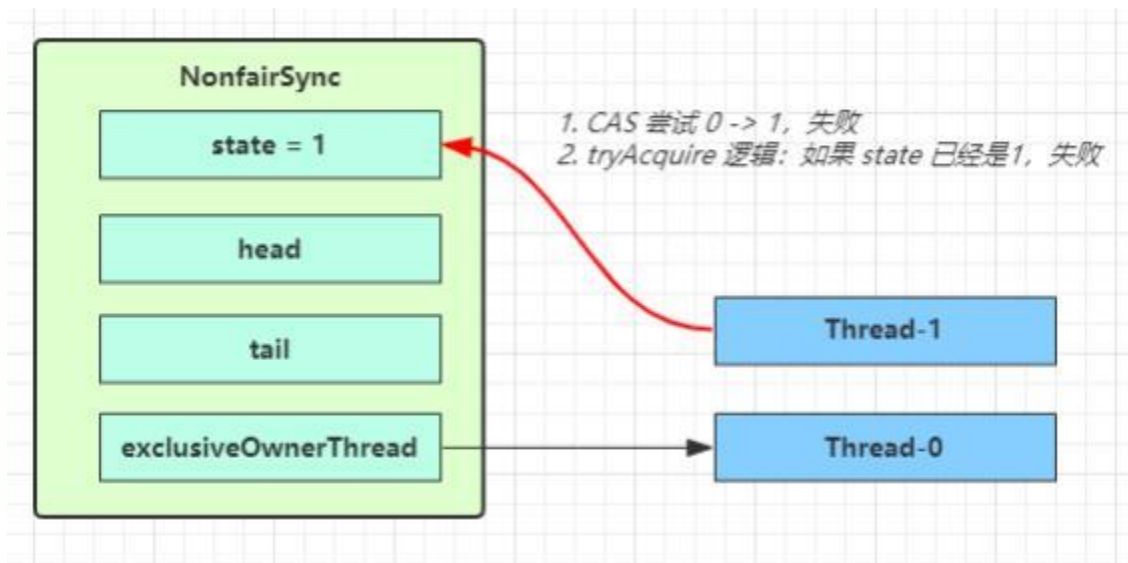 NonfairSync
state = 1
head
tail
exclusiveOwnerThread
1. CAS 尝试 0 -> 1，失败
2. tryAcquire 逻辑：如果 state 已经是1，失败
Thread-1
Thread-0